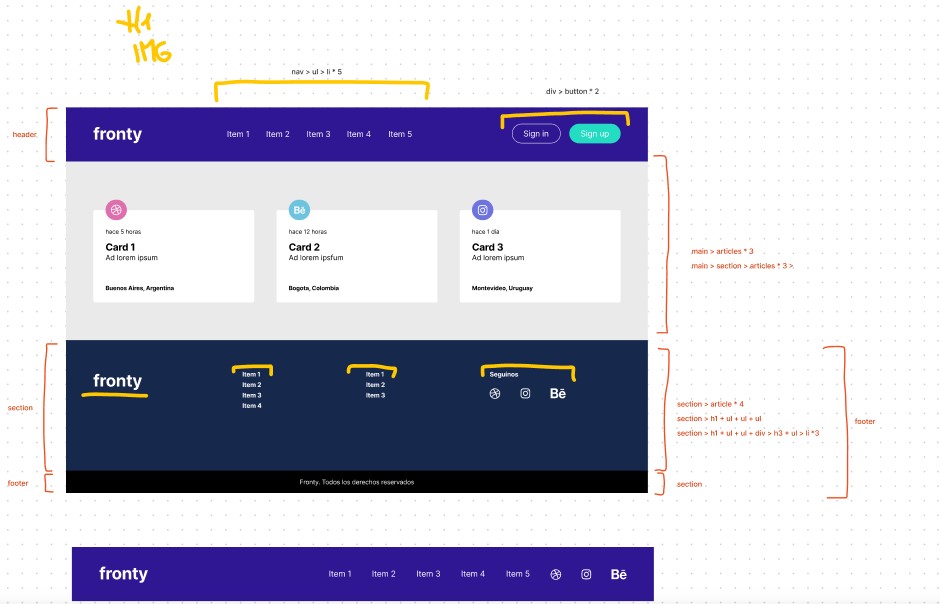 H1
IMG
nav > ul > li * 5
div > button * 2
header
fronty
Item 1 Item 2 Item 3 Item 4 Item 5
Sign in Sign up
Bē
hace 5 horas
Card 1
Ad lorem ipsum
Buenos Aires, Argentina
hace 12 horas
Card 2
Ad lorem ipsfum
Bogota, Colombia
hace 1 dia
Card 3
Ad lorem ipsum
Montevideo, Uruguay
main > articles * 3
main > section > articles * 3 >
section
fronty
Item 1
Item 2
Item 3
Item 4
Item 1
Item 2
Item 3
Seguinos
Bē
section > article * 4
section > h1 + ul + ul + ul
section > h1 + ul + ul + div > h3 + ul > li *3
footer
footer
Fronty. Todos los derechos reservados
section
fronty
Item 1 Item 2 Item 3 Item 4 Item 5 Bē